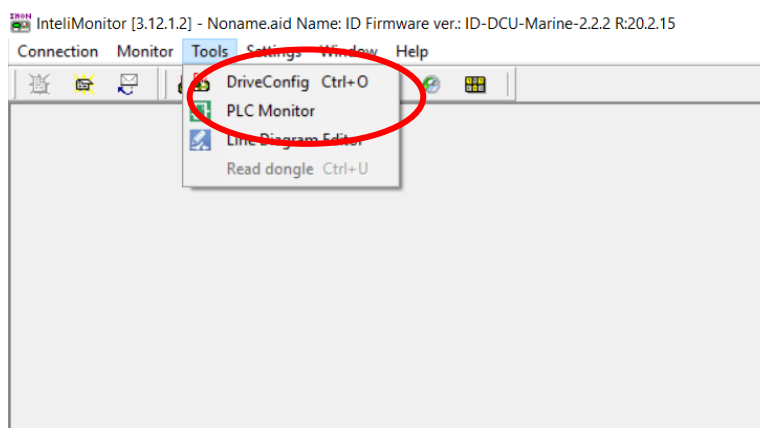 InteliMonitor [3.12.1.2] - Noname.aid Name: ID Firmware ver.: ID-DCU-Marine-2.2.2 R:20.2.15
Connection Monitor Tools Settings Window Help
DriveConfig Ctrl+O
PLC Monitor
Line Diagram Editor
Read dongle Ctrl+U